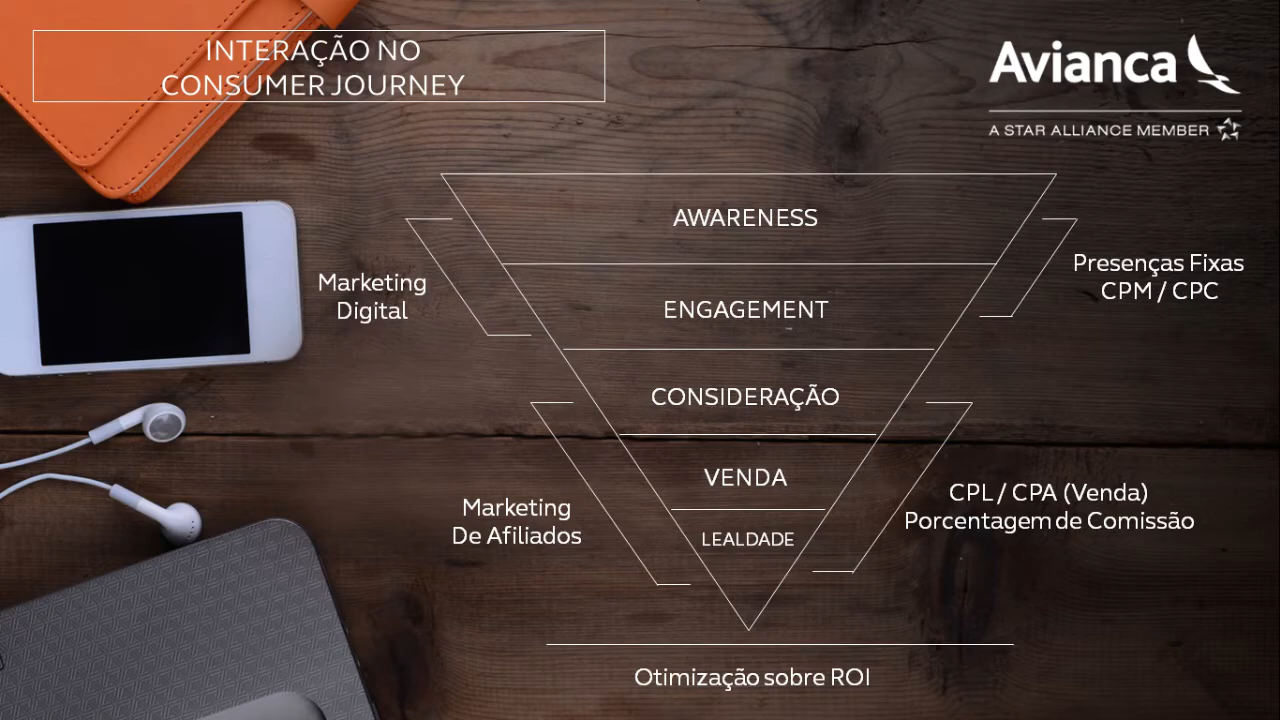 INTERAÇÃO NO
CONSUMER JOURNEY
Avianca
A STAR ALLIANCE MEMBER
AWARENESS
ENGAGEMENT
CONSIDERAÇÃO
VENDA
LEALDADE
Marketing
Digital
Presenças Fixas
CPM / CPC
Marketing
De Afiliados
CPL / CPA (Venda)
Porcentagem de Comissão
Otimização sobre ROI